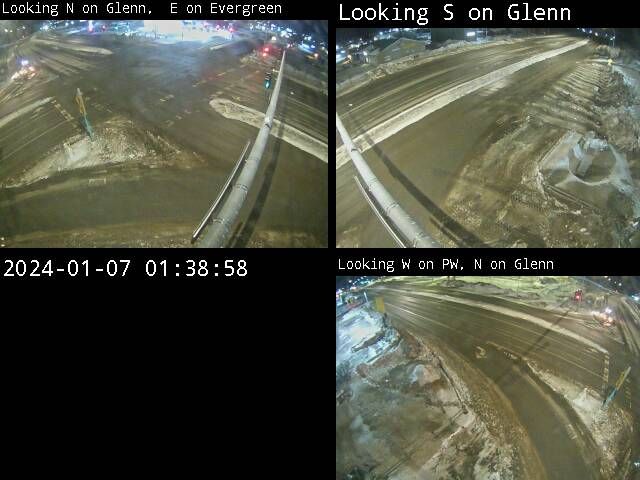 Looking N on Glenn,  E on Evergreen
Looking S on Glenn
2024-01-07 01:38:58
Looking W on PW, N on Glenn